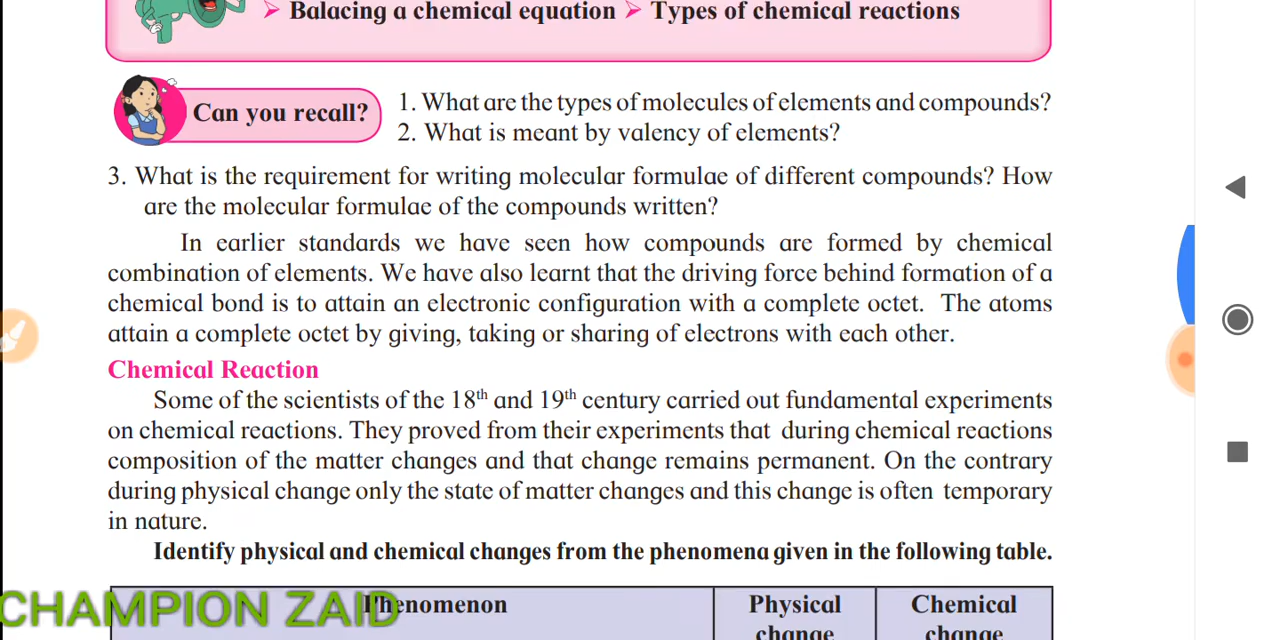 ➢ Balacing a chemical equation ➢ Types of chemical reactions
Can you recall?
1. What are the types of molecules of elements and compounds?
2. What is meant by valency of elements?
3. What is the requirement for writing molecular formulae of different compounds? How
are the molecular formulae of the compounds written?
In earlier standards we have seen how compounds are formed by chemical
combination of elements. We have also learnt that the driving force behind formation of a
chemical bond is to attain an electronic configuration with a complete octet. The atoms
attain a complete octet by giving, taking or sharing of electrons with each other.
Chemical Reaction
Some of the scientists of the 18th and 19th century carried out fundamental experiments
on chemical reactions. They proved from their experiments that during chemical reactions
composition of the matter changes and that change remains permanent. On the contrary
during physical change only the state of matter changes and this change is often temporary
in nature.
Identify physical and chemical changes from the phenomena given in the following table.
Phenomenon
Physical
change
Chemical
change
CHAMPION ZAID